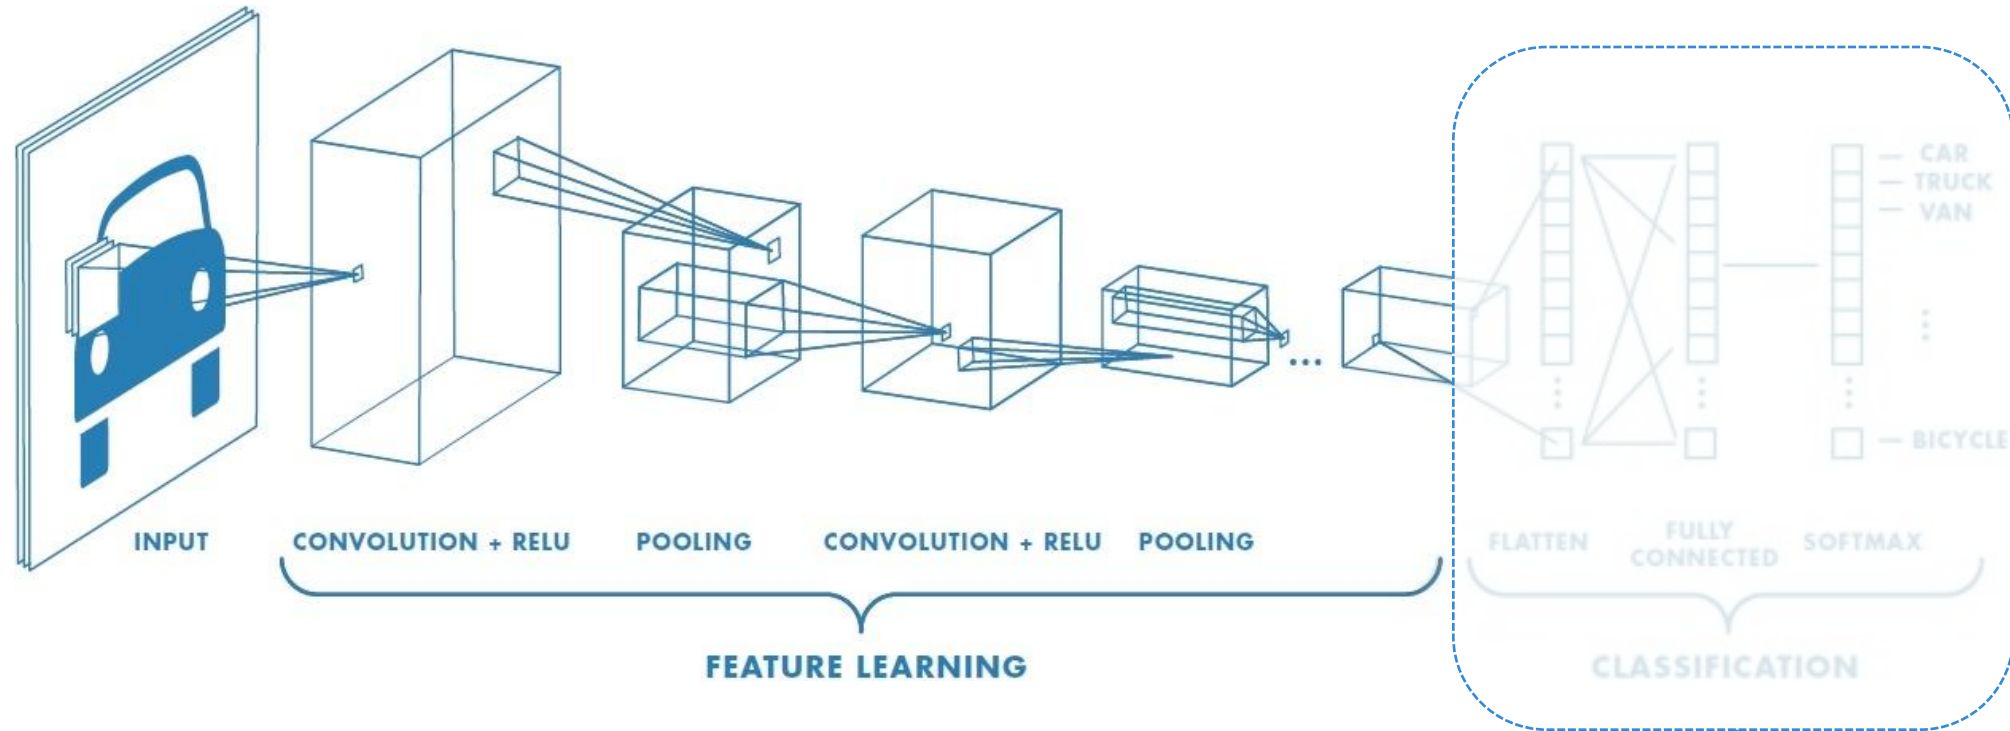 CAR
TRUCK
VAN
BICYCLE
INPUT
CONVOLUTION + RELU
POOLING
CONVOLUTION + RELU
POOLING
FLATTEN
FULLY
CONNECTED
SOFTMAX
FEATURE LEARNING
CLASSIFICATION